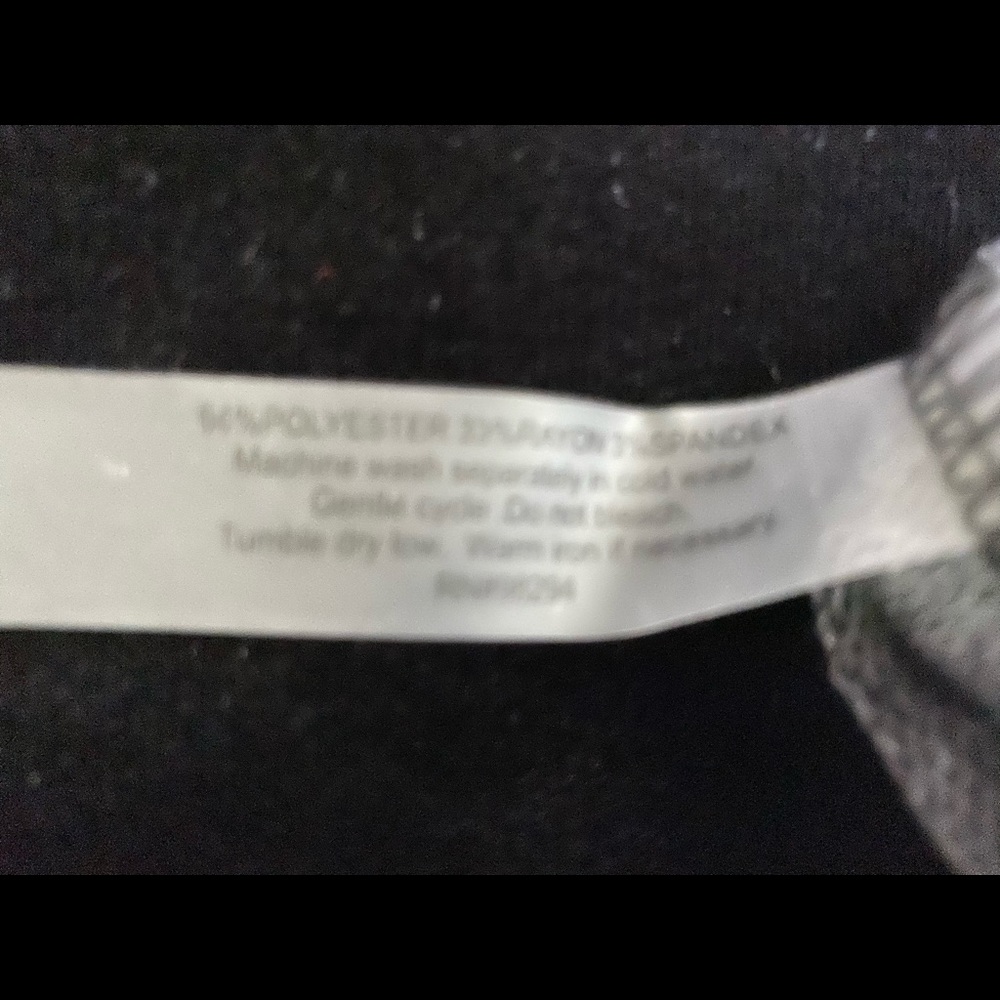 POLYESTER RAYON SPANDEX
Machine wash separately in cold water
Gentle cycle Do not bleach
Tumble dry low. Warm iron if necessary